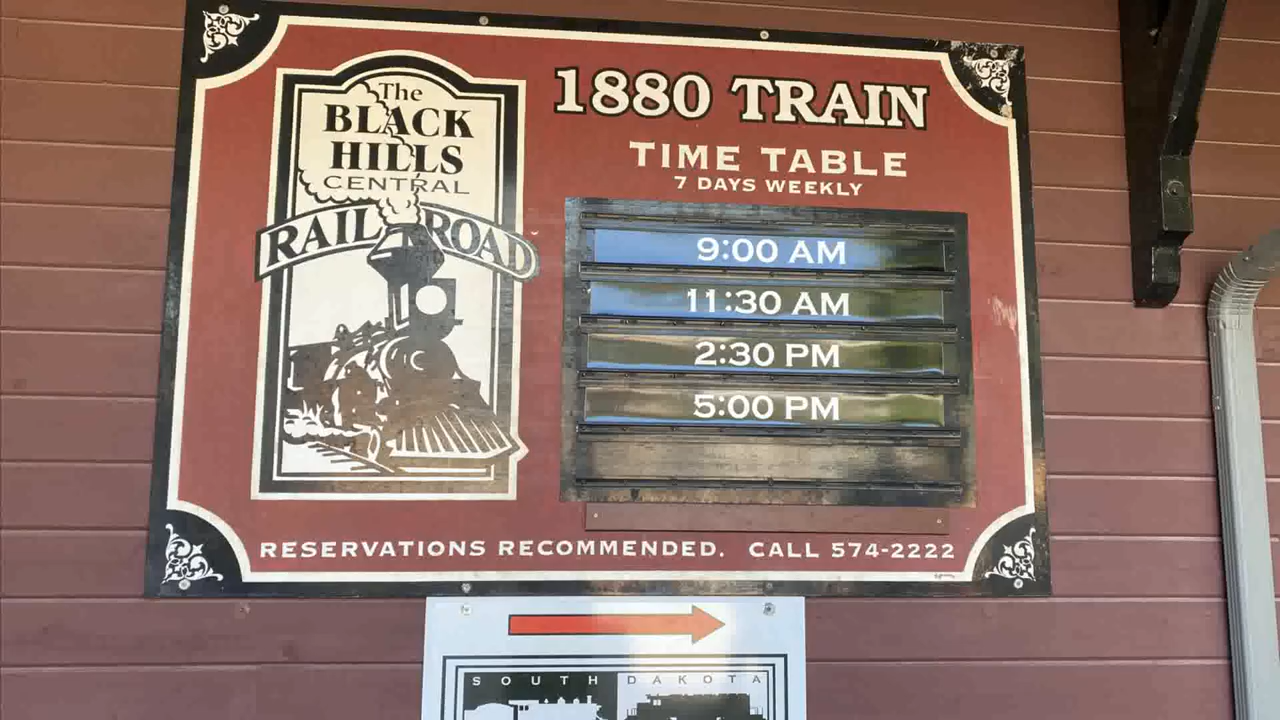 The
BLACK
HILLS
CENTRAL
RAILROAD
1880 TRAIN
TIME TABLE
7 DAYS WEEKLY
9:00 AM
11:30 AM
2:30 PM
5:00 PM
RESERVATIONS RECOMMENDED. CALL 574-2222
SOUTH DAKOTA